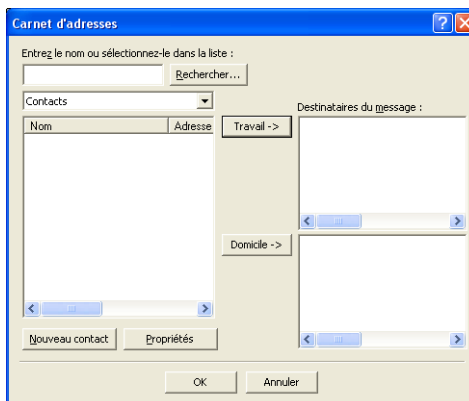 Carnet d'adresses
Entrez le nom ou sélectionnez-le dans la liste :
Rechercher...
Contacts
Destinataires du message :
Nom Adresse
Travail ->
Domicile ->
Nouveau contact Propriétés
OK Annuler